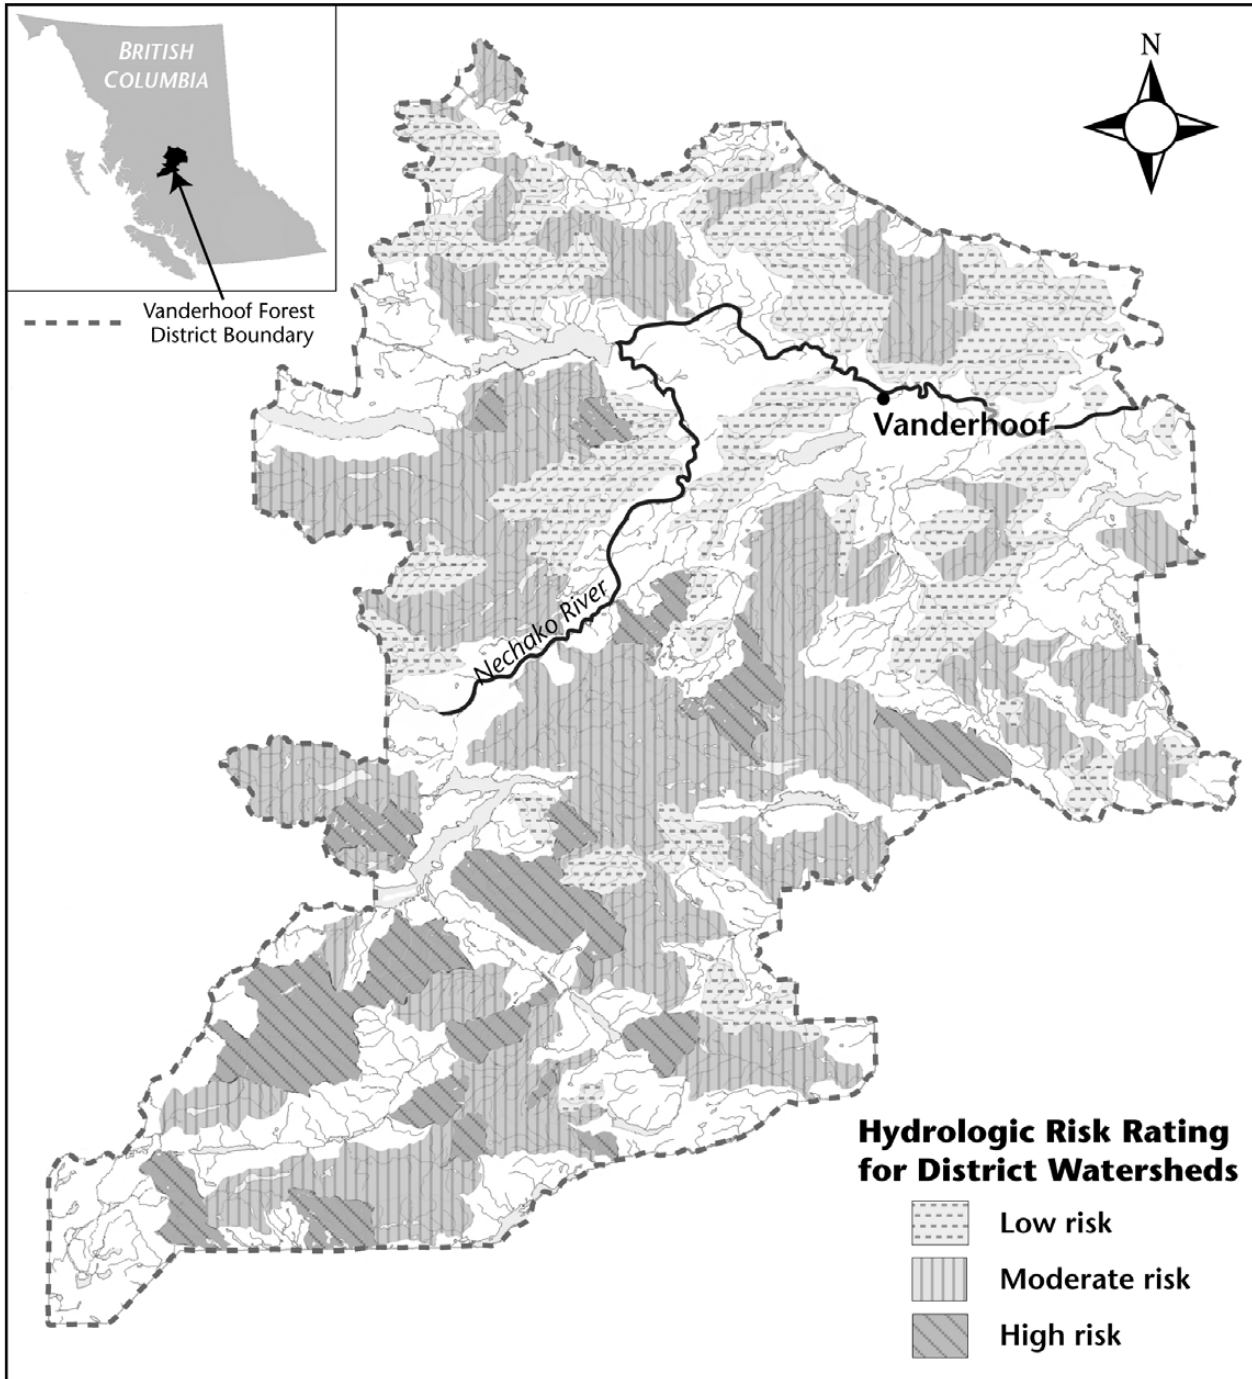 BRITISH
COLUMBIA
N
Vanderhoof Forest
District Boundary
Vanderhoof
Nechako River
Hydrologic Risk Rating
for District Watersheds
Low risk
Moderate risk
High risk